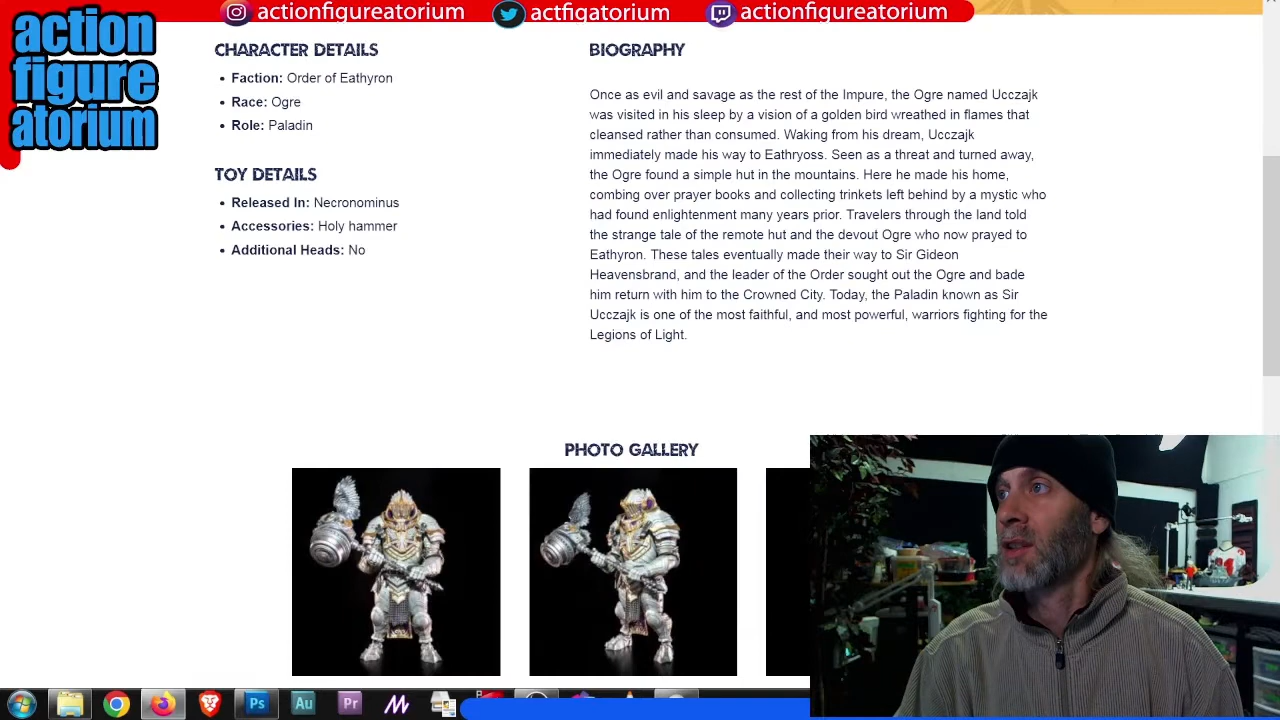 actionfigureatorium
actfigatorium
actionfigureatorium
action
figure
atorium
CHARACTER DETAILS
Faction: Order of Eathyron
Race: Ogre
Role: Paladin
TOY DETAILS
Released In: Necronominus
Accessories: Holy hammer
Additional Heads: No
BIOGRAPHY
Once as evil and savage as the rest of the Impure, the Ogre named Ucczajk
was visited in his sleep by a vision of a golden bird wreathed in flames that
cleansed rather than consumed. Waking from his dream, Ucczajk
immediately made his way to Eathryoss. Seen as a threat and turned away,
the Ogre found a simple hut in the mountains. Here he made his home,
combing over prayer books and collecting trinkets left behind by a mystic who
had found enlightenment many years prior. Travelers through the land told
the strange tale of the remote hut and the devout Ogre who now prayed to
Eathyron. These tales eventually made their way to Sir Gideon
Heavensbrand, and the leader of the Order sought out the Ogre and bade
him return with him to the Crowned City. Today, the Paladin known as Sir
Ucczajk is one of the most faithful, and most powerful, warriors fighting for the
Legions of Light.
PHOTO GALLERY
Ps
Au
Pr